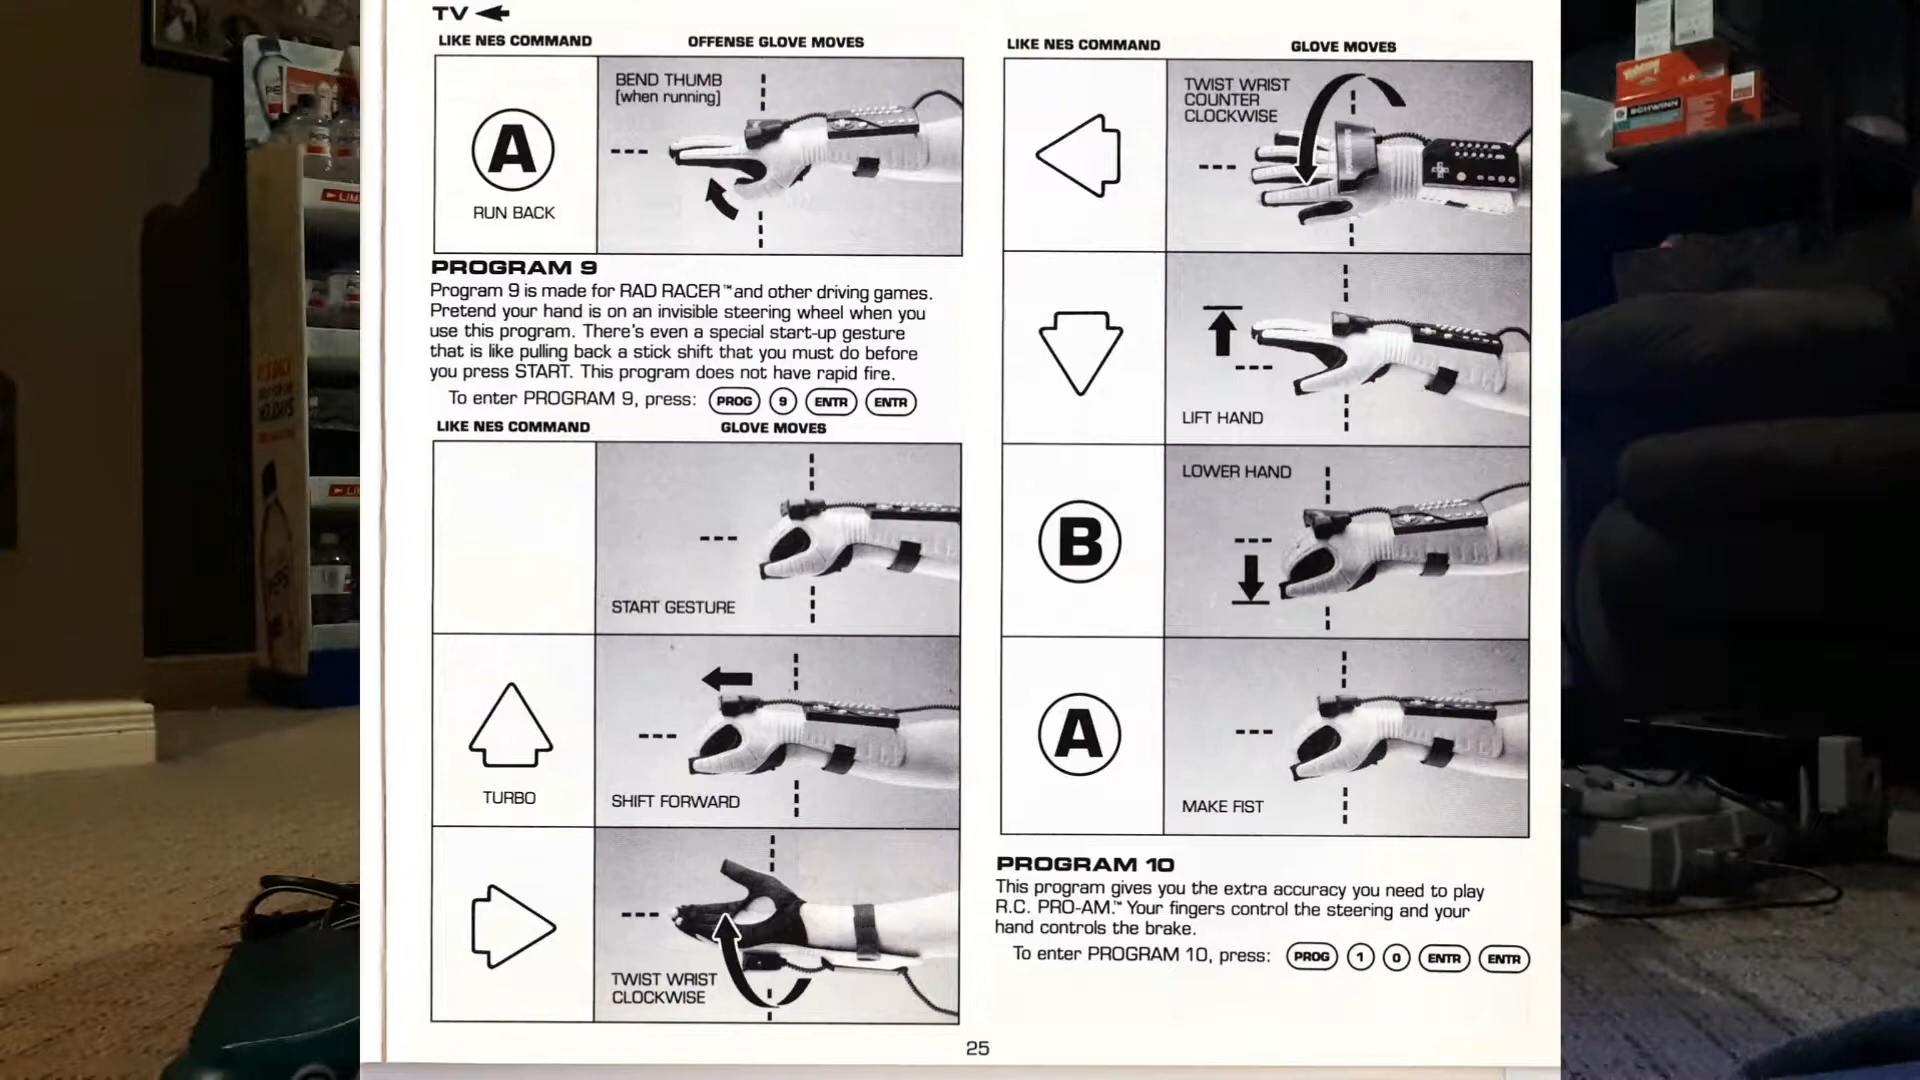 TV
LIKE NES COMMAND
OFFENSE GLOVE MOVES
A
RUN BACK
BEND THUMB
[when running]
PROGRAM 9
Program 9 is made for RAD RACER™ and other driving games.
Pretend your hand is on an invisible steering wheel when you
use this program. There's even a special start-up gesture
that is like pulling back a stick shift that you must do before
you press START. This program does not have rapid fire.
To enter PROGRAM 9, press: PROG 9 ENTR ENTR
LIKE NES COMMAND
GLOVE MOVES
START GESTURE
TURBO
SHIFT FORWARD
TWIST WRIST
CLOCKWISE
LIKE NES COMMAND
GLOVE MOVES
TWIST WRIST
COUNTER
CLOCKWISE
LIFT HAND
B
LOWER HAND
A
MAKE FIST
PROGRAM 10
This program gives you the extra accuracy you need to play
R.C. PRO-AM.™ Your fingers control the steering and your
hand controls the brake.
To enter PROGRAM 10, press: PROG 1 0 ENTR ENTR
25
SCHWINN